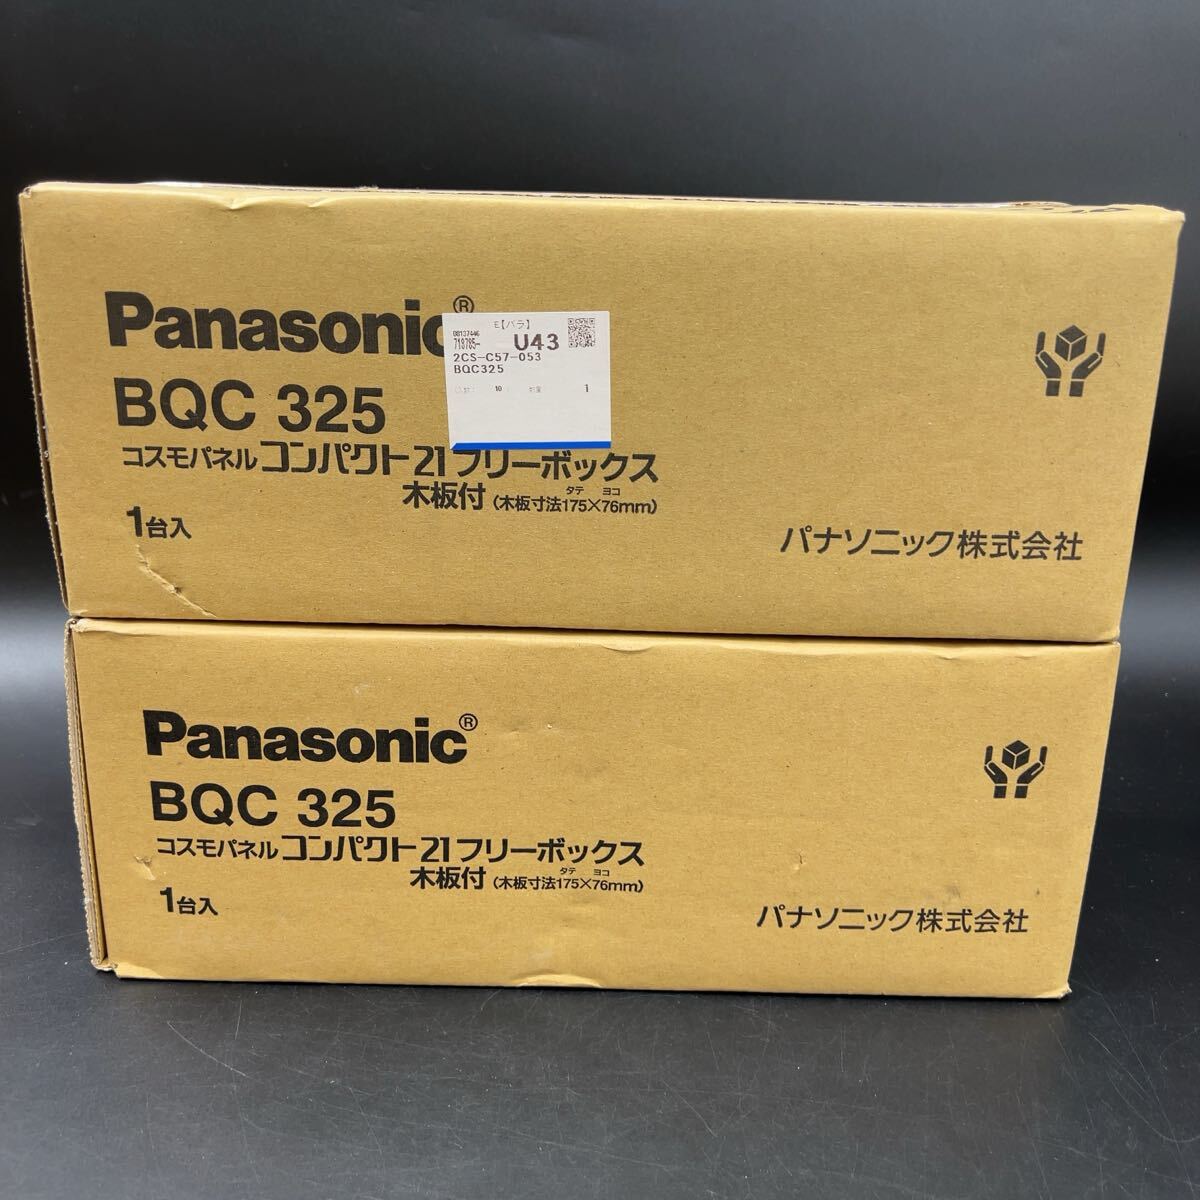 Panasonic®
BQC 325
コスモパネルコンパクト21フリーボックス
タテ ヨコ
木板付(木板寸法175×76mm)
1台入
パナソニック株式会社
E【バラ】
08137446
718785-
U43
2CS-C57-053
BQC325
10
1
Panasonic®
BQC 325
コスモパネルコンパクト21フリーボックス
タテ ヨコ
木板付(木板寸法175×76mm)
1台入
パナソニック株式会社